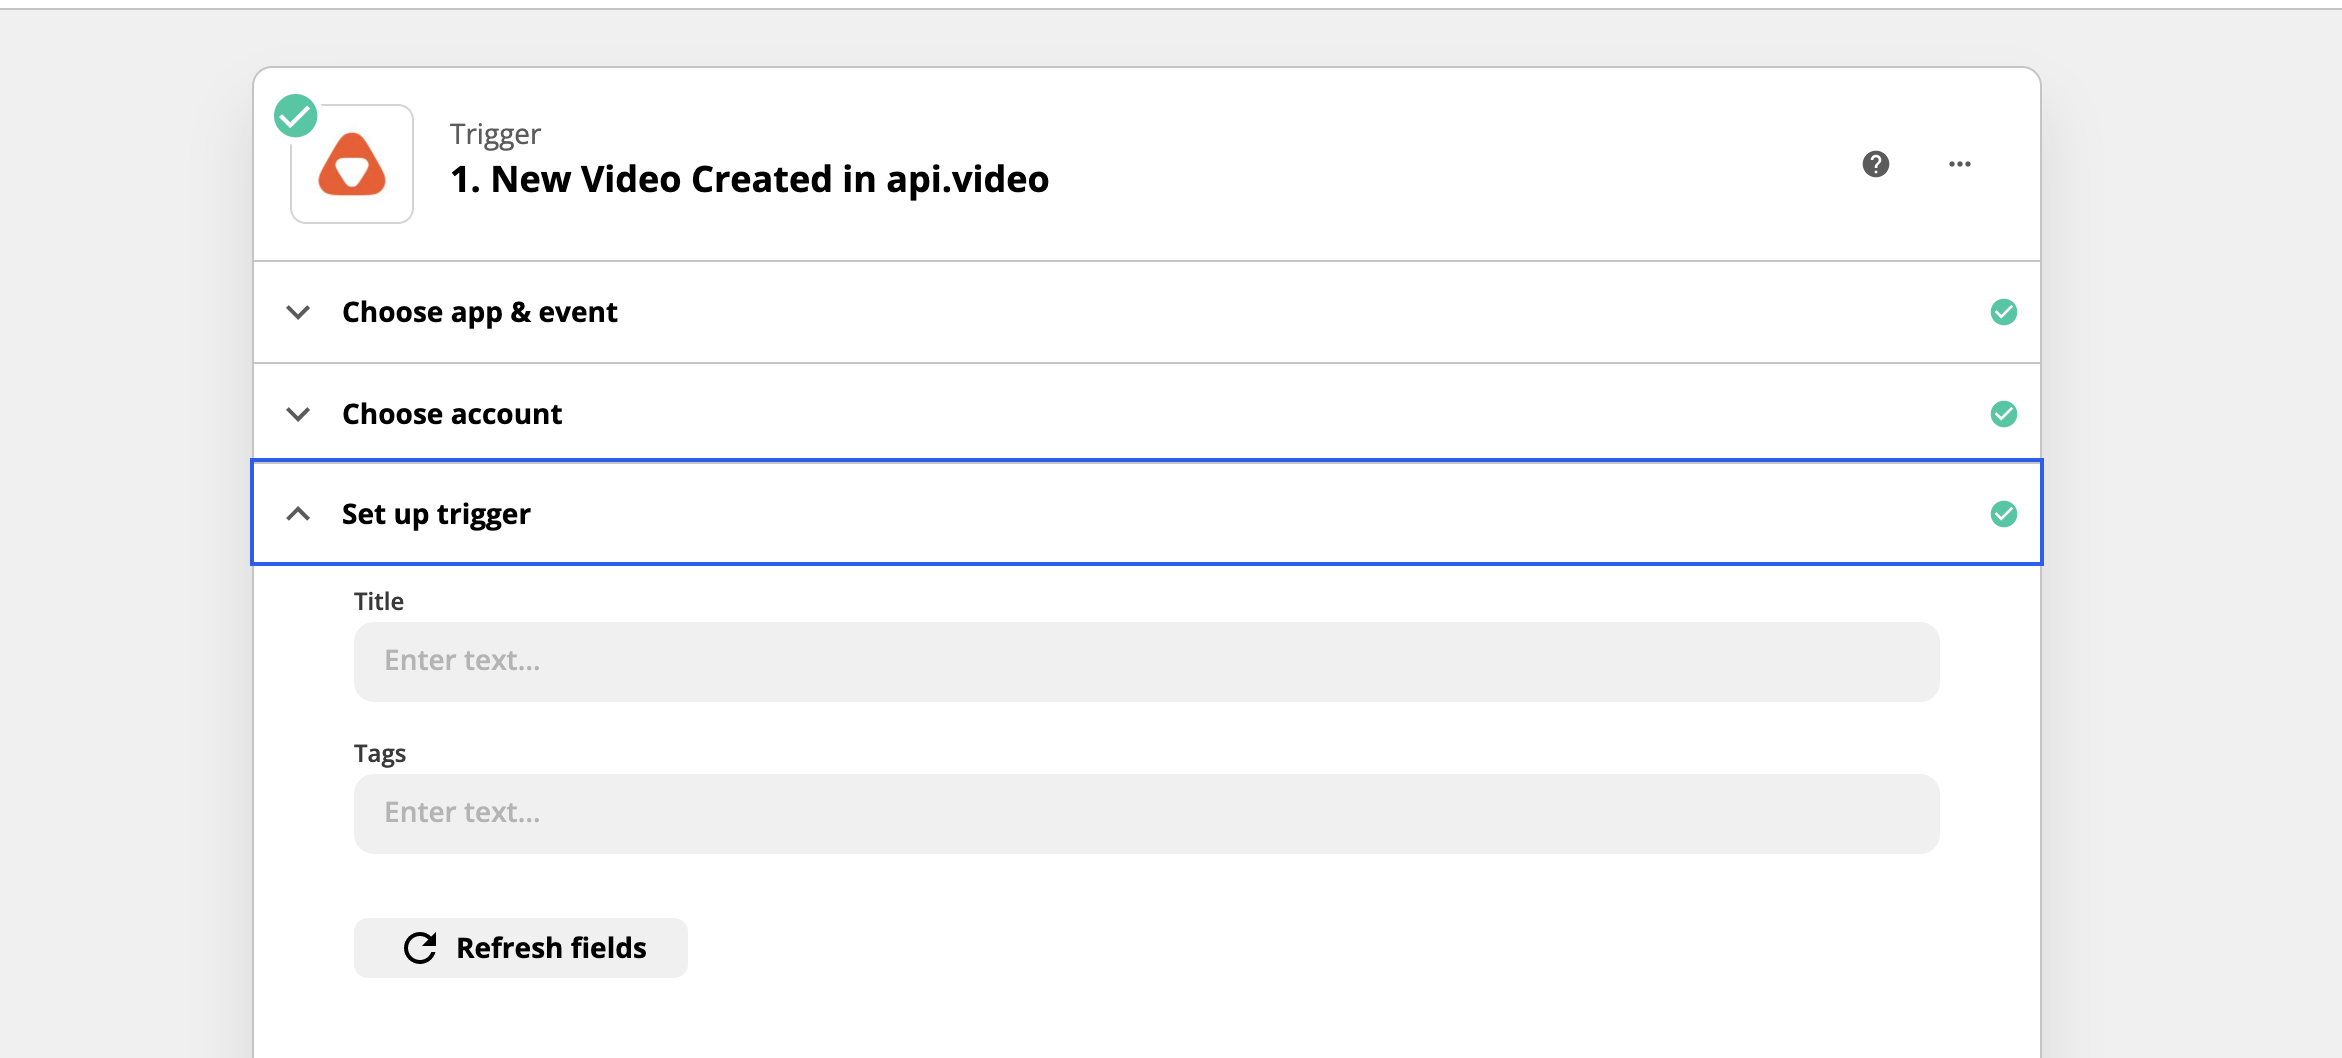 Trigger
1. New Video Created in api.video
Choose app & event
Choose account
Set up trigger
Title
Enter text...
Tags
Enter text...
Refresh fields